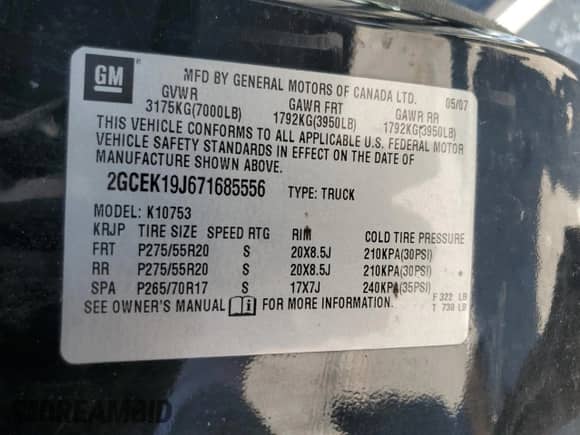 GM
MFD BY GENERAL MOTORS OF CANADA LTD. 05/07
GVWR GAWR FRT GAWR RR
3175KG(7000LB) 1792KG(3950LB) 1792KG(3950LB)
THIS VEHICLE CONFORMS TO ALL APPLICABLE U.S. FEDERAL MOTOR
VEHICLE SAFETY STANDARDS IN EFFECT ON THE DATE OF
MANUFACTURE SHOWN ABOVE.
2GCEK19J671685556 TYPE: TRUCK
MODEL: K10753
KRJP TIRE SIZE SPEED RTG RIM COLD TIRE PRESSURE
FRT P275/55R20 S 20X8.5J 210KPA(30PSI)
RR P275/55R20 S 20X8.5J 210KPA(30PSI)
SPA P265/70R17 S 17X7J 240KPA(35PSI)
SEE OWNER'S MANUAL FOR MORE INFORMATION.
F 322 LB
T 730 LB
DREAMBID